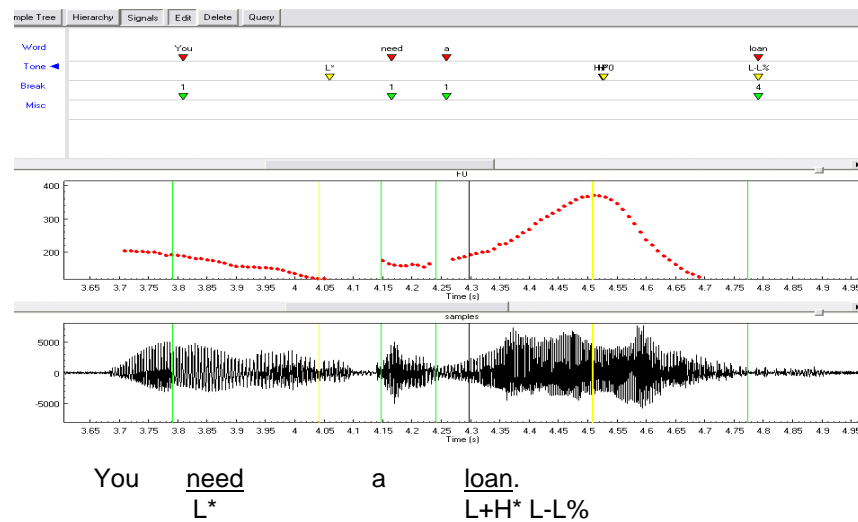 mple Tree Hierarchy Signals Edit Delete Query
Word You need a loan
Tone L* L-L%
Break 1 1 1 4
Misc
F0
400
300
200
3.65 3.7 3.75 3.8 3.85 3.9 3.95 4 4.05 4.1 4.15 4.2 4.25 4.3 4.35 4.4 4.45 4.5 4.55 4.6 4.65 4.7 4.75 4.8 4.85 4.9 4.95
Time (s)
samples
5000
0
-5000
3.65 3.7 3.75 3.8 3.85 3.9 3.95 4 4.05 4.1 4.15 4.2 4.25 4.3 4.35 4.4 4.45 4.5 4.55 4.6 4.65 4.7 4.75 4.8 4.85 4.9 4.95
Time (s)
You need a loan.
L* L+H* L-L%